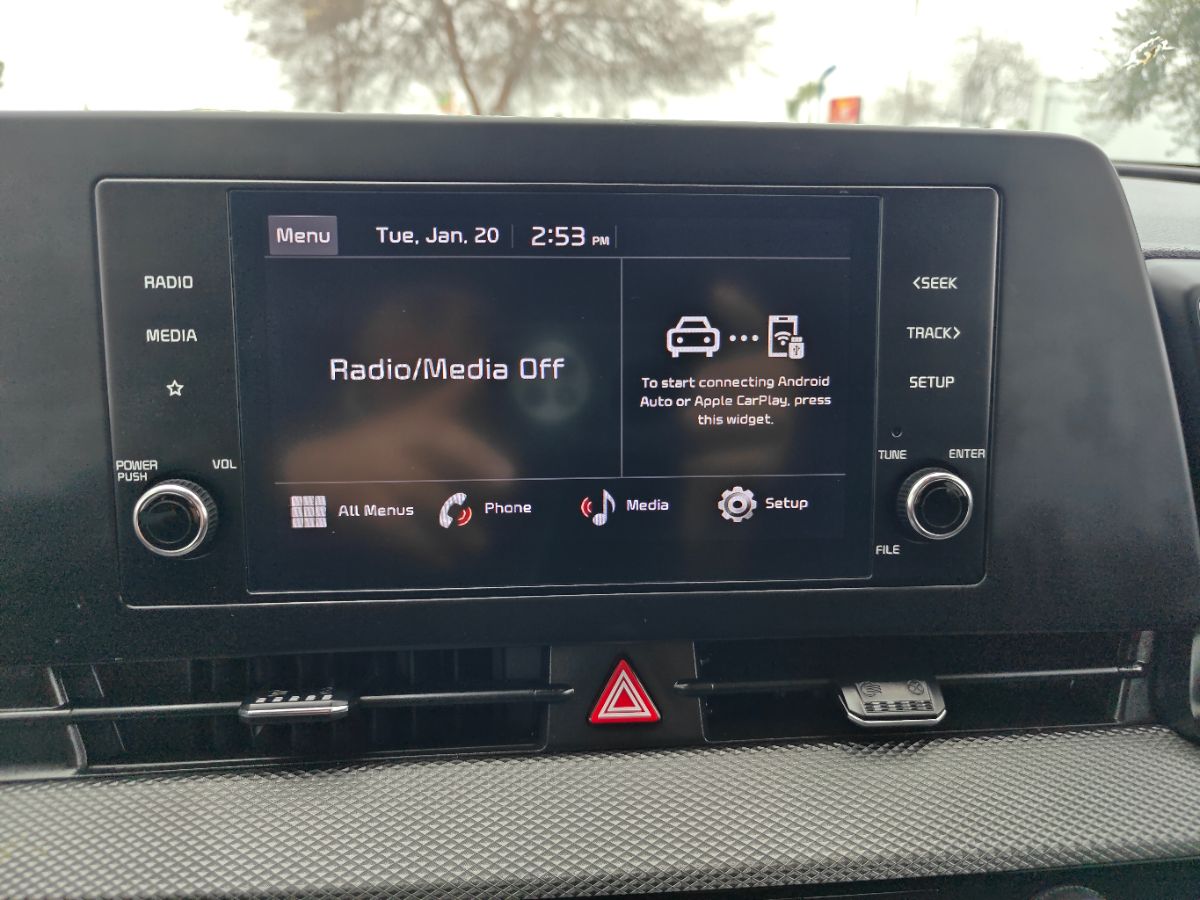 Menu
Tue, Jan, 20
2:53 PM
RADIO
MEDIA
POWER
PUSH
VOL
Radio/Media Off
To start connecting Android
Auto or Apple CarPlay, press
this widget.
All Menus
Phone
Media
Setup
<SEEK
TRACK>
SETUP
TUNE
ENTER
FILE